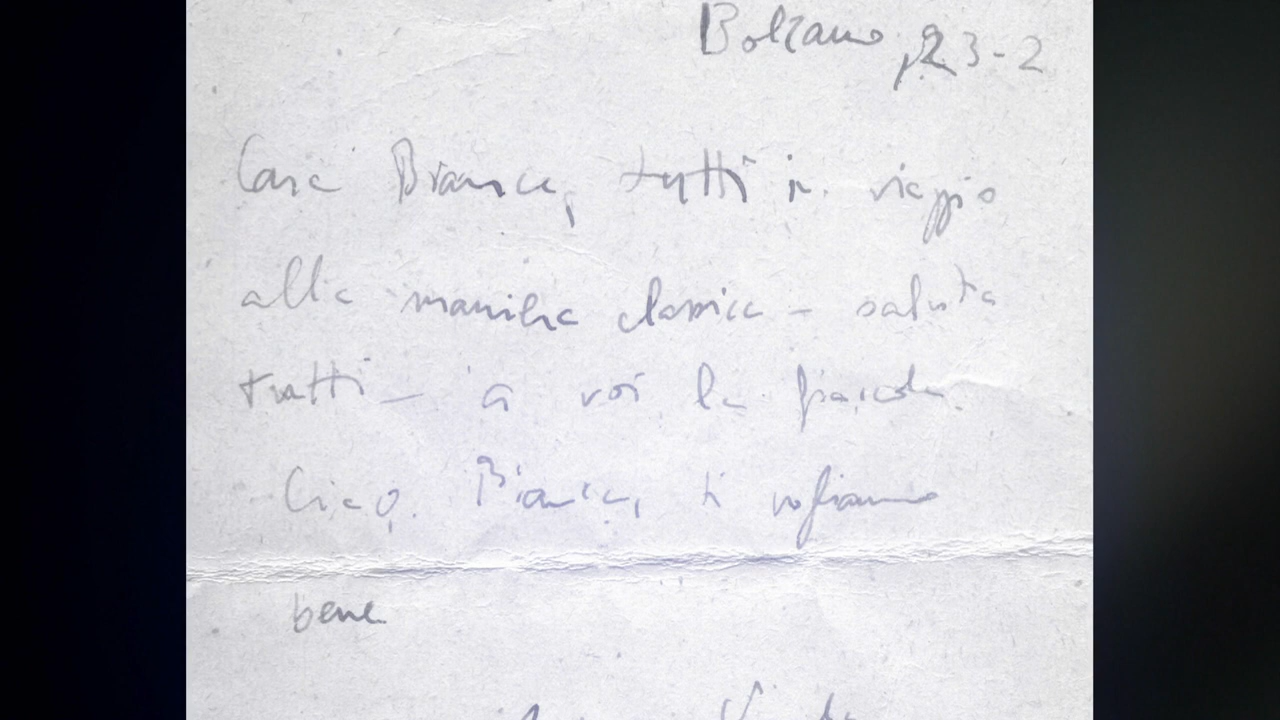 Bolzano, 23-2
Cara Bianca, tutti in viaggio
alla maniera classica - saluta
tutti - a voi la fiaccola.
Ciao, Bianca, ti vogliamo
bene